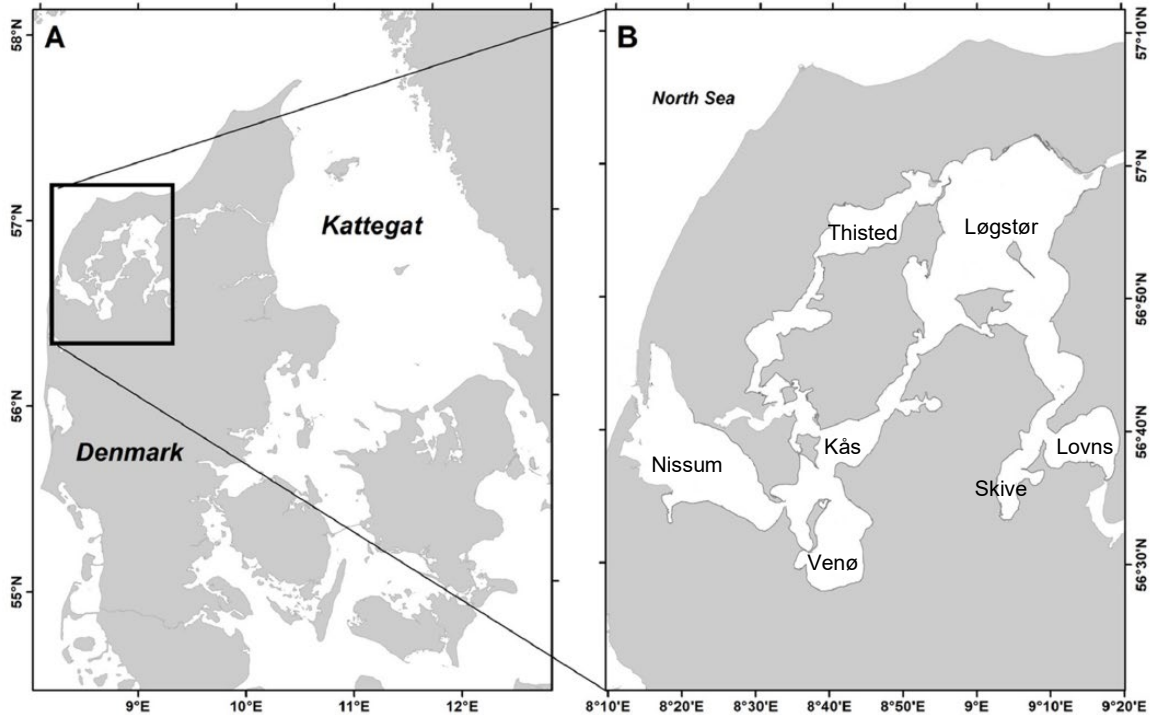 A
B
58°N
57°N
56°N
55°N
Kattegat
Denmark
9°E
10°E
11°E
12°E
North Sea
Thisted
Løgstør
Kås
Nissum
Lovns
Skive
Venø
57°10'N
57°N
56°50'N
56°40'N
56°30'N
8°10'E
8°20'E
8°30'E
8°40'E
8°50'E
9°E
9°10'E
9°20'E